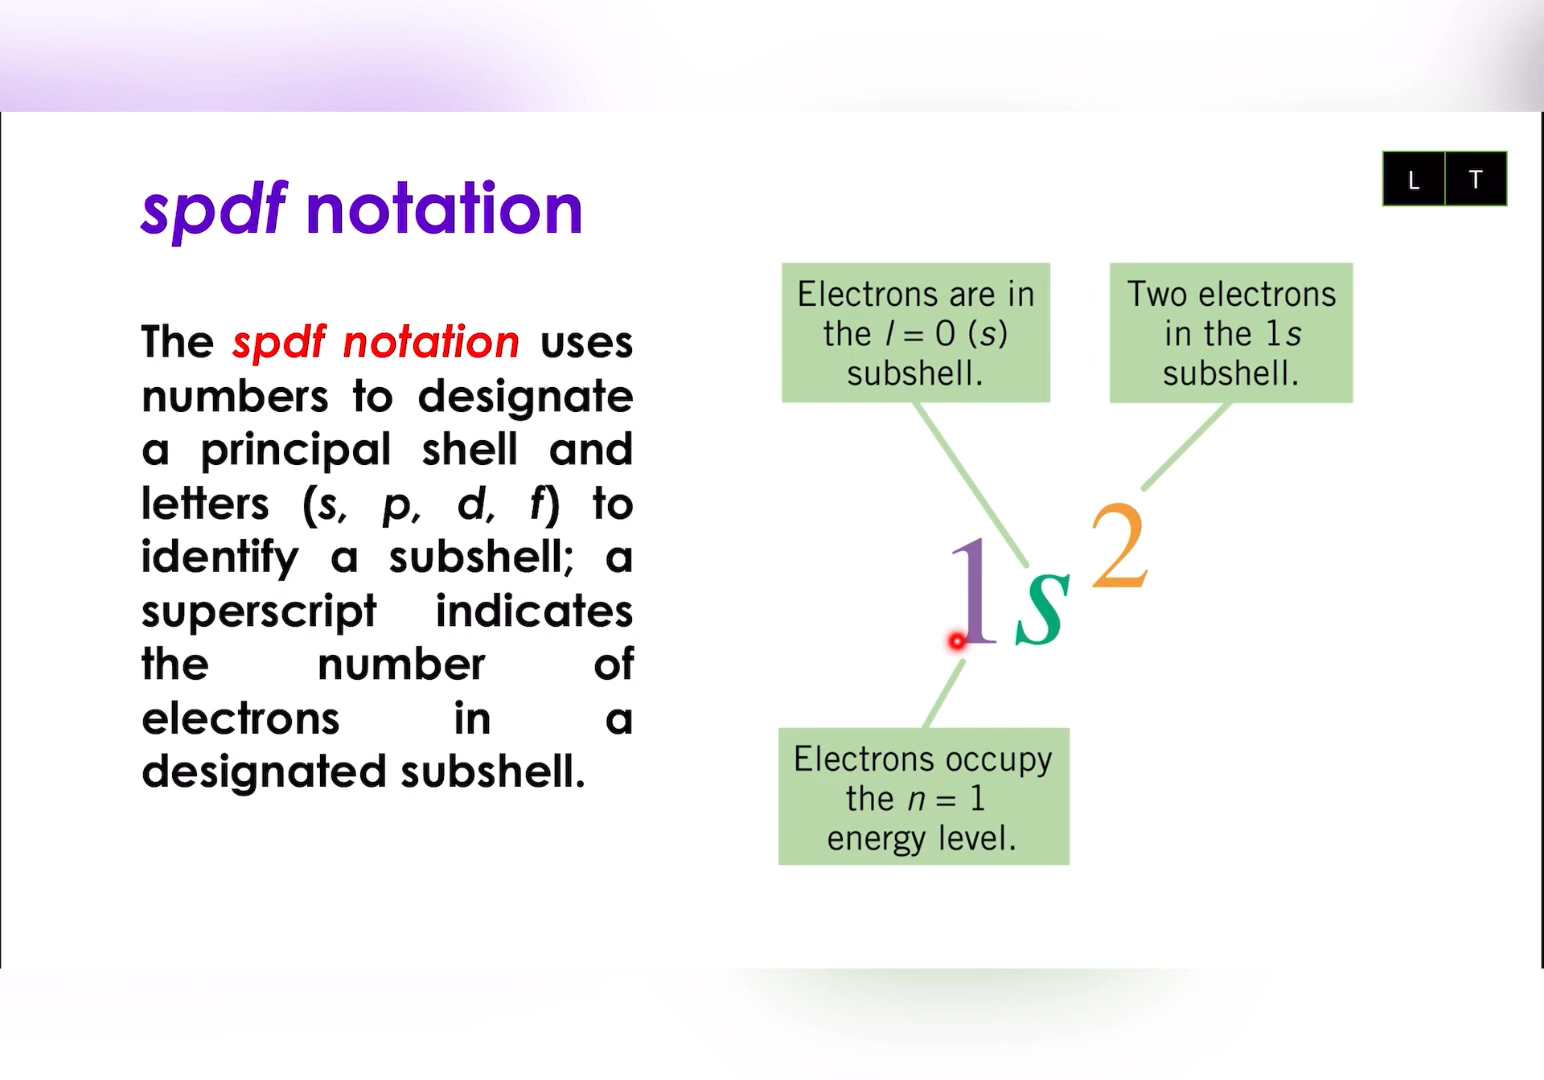 L T
spdf notation
The spdf notation uses
numbers to designate
a principal shell and
letters (s, p, d, f) to
identify a subshell; a
superscript indicates
the number of
electrons in a
designated subshell.
Electrons are in
the l = 0 (s)
subshell.
Two electrons
in the 1s
subshell.
1s2
Electrons occupy
the n = 1
energy level.